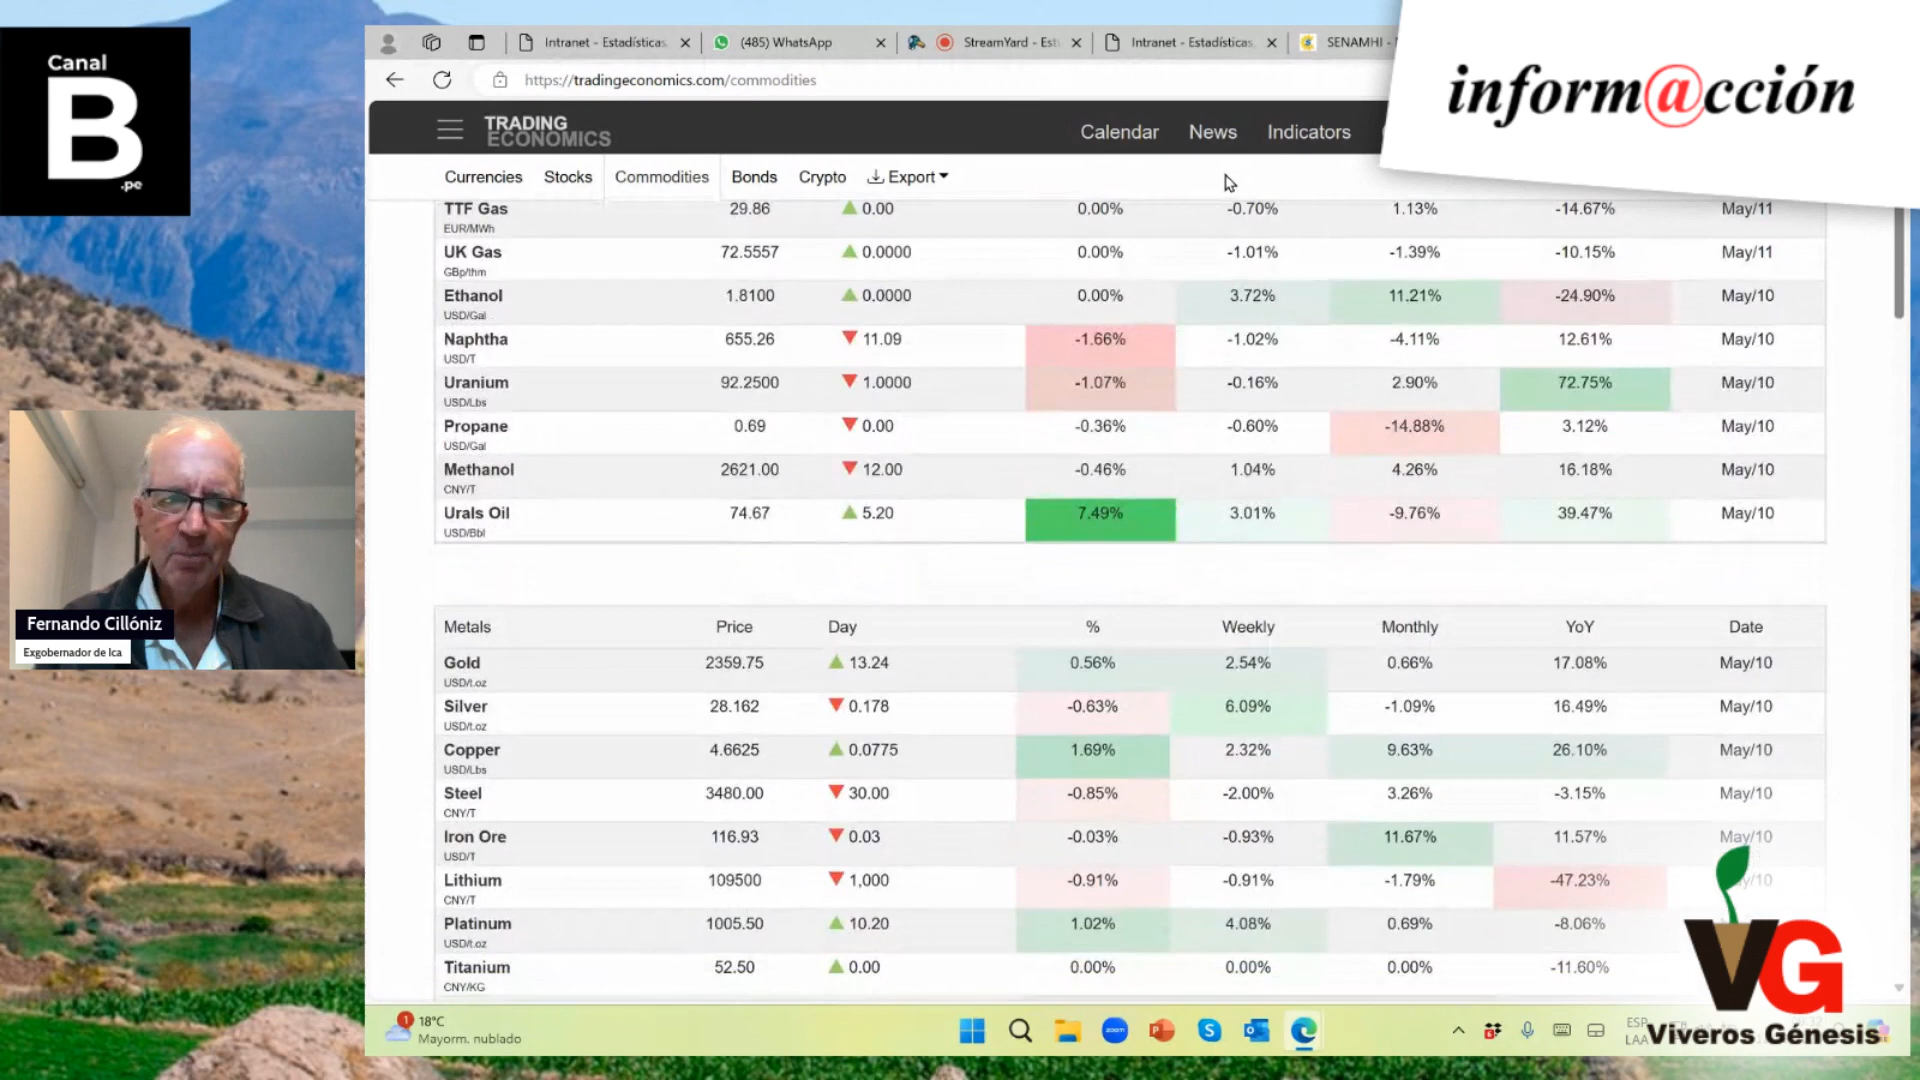 Canal
B
.pe
Intranet - Estadísticas
(485) WhatsApp
StreamYard - Est
Intranet - Estadísticas
SENAMHI -
inform@cción
https://tradingeconomics.com/commodities
TRADING
ECONOMICS
Calendar News Indicators
Currencies Stocks Commodities Bonds Crypto Export
TTF Gas 29.86 0.00 0.00% -0.70% 1.13% -14.67% May/11
EUR/MWh
UK Gas 72.5557 0.0000 0.00% -1.01% -1.39% -10.15% May/11
GBp/thm
Ethanol 1.8100 0.0000 0.00% 3.72% 11.21% -24.90% May/10
USD/Gal
Naphtha 655.26 11.09 -1.66% -1.02% -4.11% 12.61% May/10
USD/T
Uranium 92.2500 1.0000 -1.07% -0.16% 2.90% 72.75% May/10
USD/Lbs
Propane 0.69 0.00 -0.36% -0.60% -14.88% 3.12% May/10
USD/Gal
Methanol 2621.00 12.00 -0.46% 1.04% 4.26% 16.18% May/10
CNY/T
Urals Oil 74.67 5.20 7.49% 3.01% -9.76% 39.47% May/10
USD/Bbl
Metals Price Day % Weekly Monthly YoY Date
Gold 2359.75 13.24 0.56% 2.54% 0.66% 17.08% May/10
USD/t.oz
Silver 28.162 0.178 -0.63% 6.09% -1.09% 16.49% May/10
USD/t.oz
Copper 4.6625 0.0775 1.69% 2.32% 9.63% 26.10% May/10
USD/Lbs
Steel 3480.00 30.00 -0.85% -2.00% 3.26% -3.15% May/10
CNY/T
Iron Ore 116.93 0.03 -0.03% -0.93% 11.67% 11.57% May/10
USD/T
Lithium 109500 1,000 -0.91% -0.91% -1.79% -47.23%
CNY/T
Platinum 1005.50 10.20 1.02% 4.08% 0.69% -8.06%
USD/t.oz
Titanium 52.50 0.00 0.00% 0.00% 0.00% -11.60%
CNY/KG
Fernando Cillóniz
Exgobernador de Ica
VG
Viveros Génesis
1
18°C
Mayorm. nublado
zoom
ESP
LAA